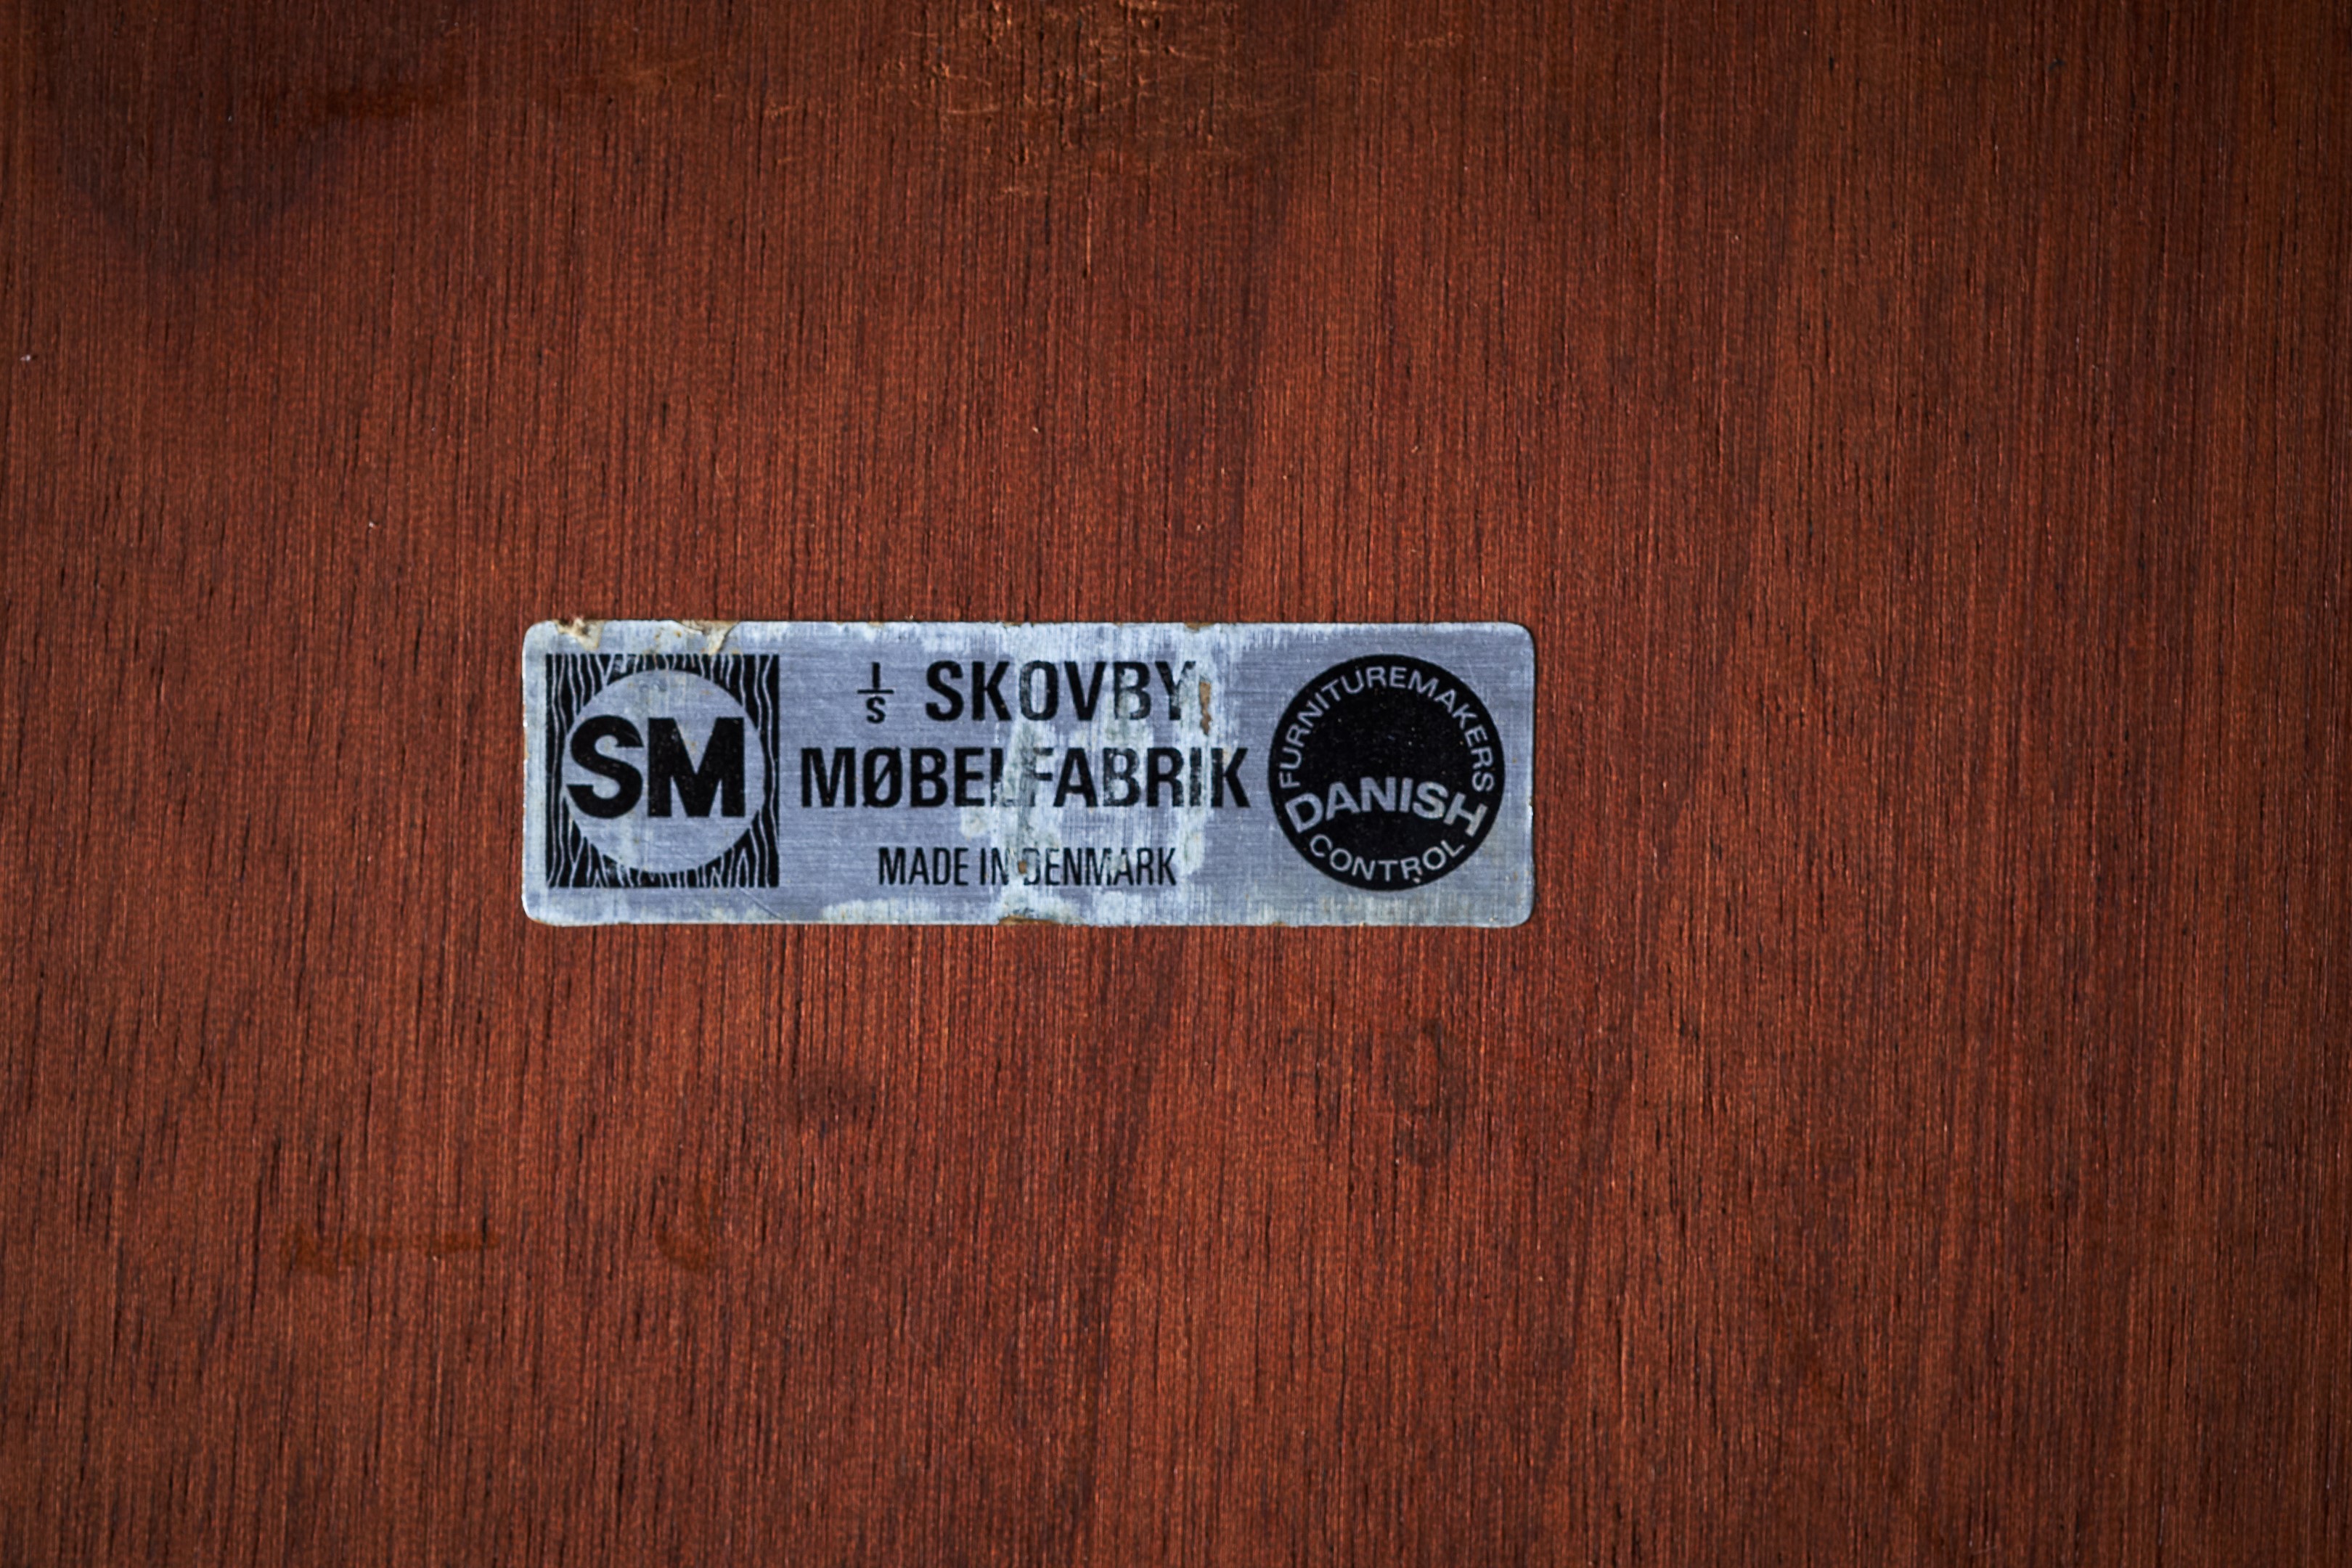 SM
I/S SKOVBY
MØBELFABRIK
MADE IN DENMARK
FURNITUREMAKERS
DANISH
CONTROL